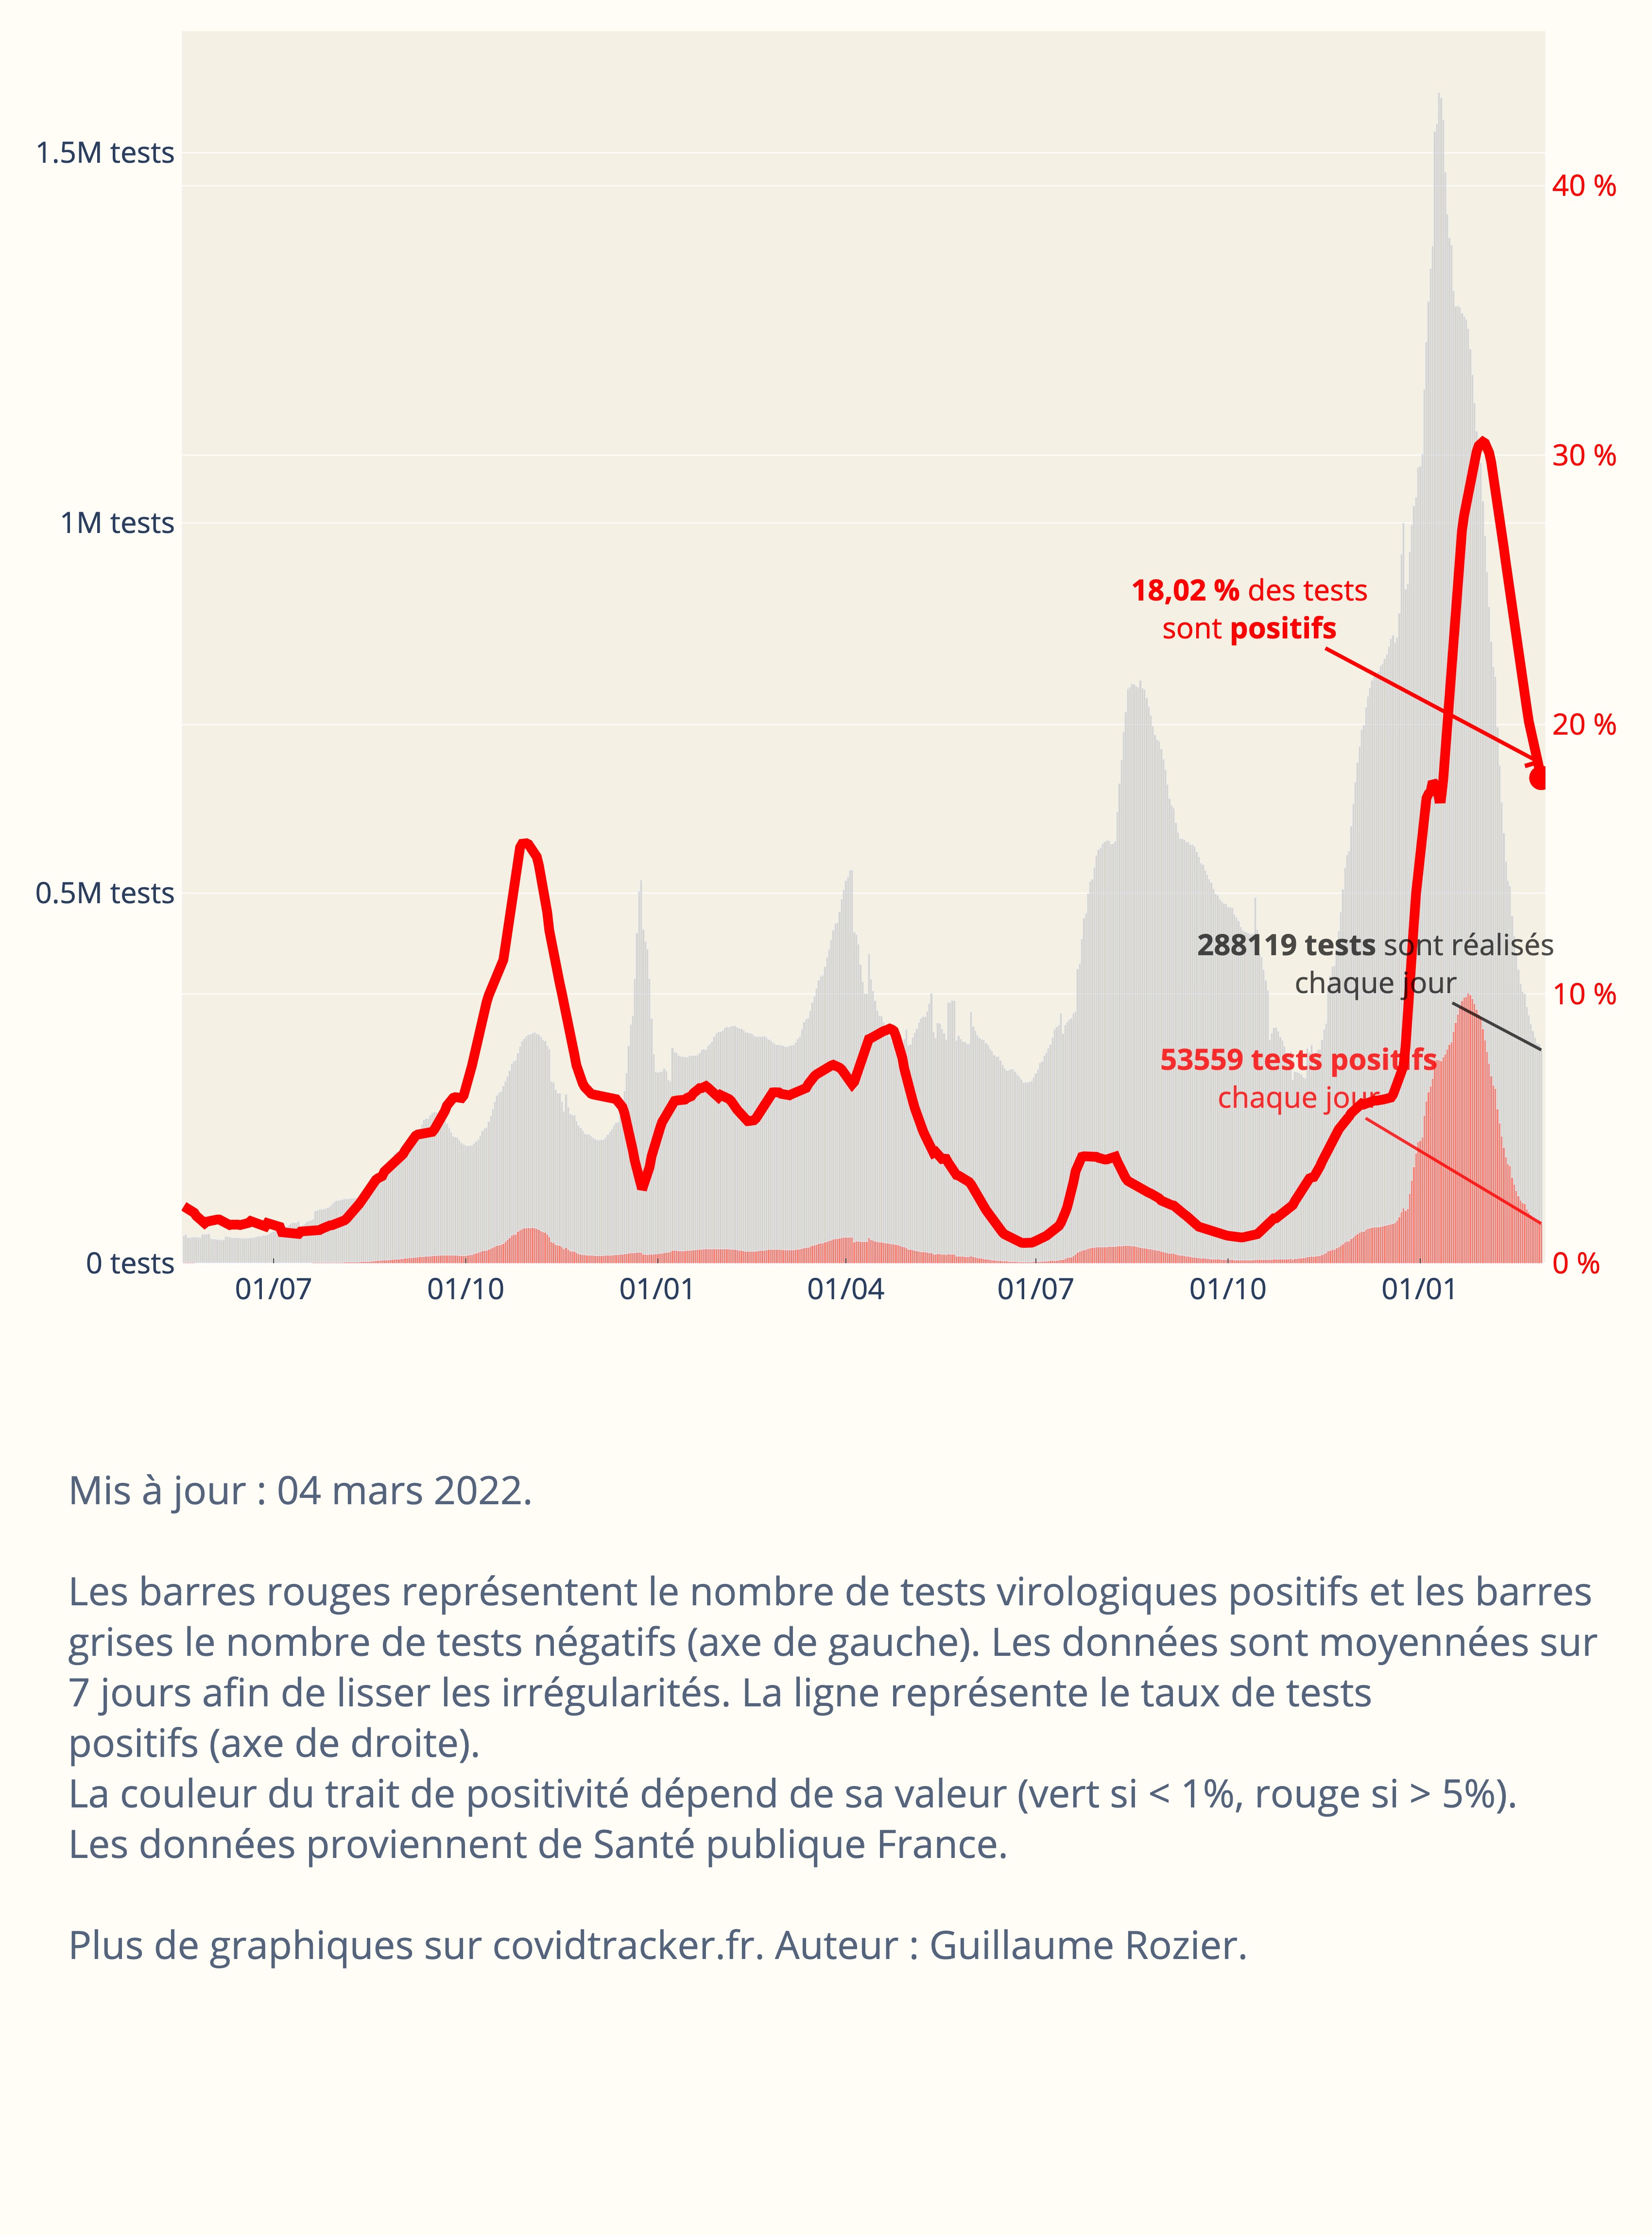 1.5M tests
40 %
30 %
1M tests
18,02 % des tests
sont positifs
20 %
0.5M tests
288119 tests sont réalisés
chaque jour
10 %
53559 tests positifs
chaque jour
0 tests
0 %
01/07
01/10
01/01
01/04
01/07
01/10
01/01
Mis à jour : 04 mars 2022.
Les barres rouges représentent le nombre de tests virologiques positifs et les barres
grises le nombre de tests négatifs (axe de gauche). Les données sont moyennées sur
7 jours afin de lisser les irrégularités. La ligne représente le taux de tests
positifs (axe de droite).
La couleur du trait de positivité dépend de sa valeur (vert si < 1%, rouge si > 5%).
Les données proviennent de Santé publique France.
Plus de graphiques sur covidtracker.fr. Auteur : Guillaume Rozier.